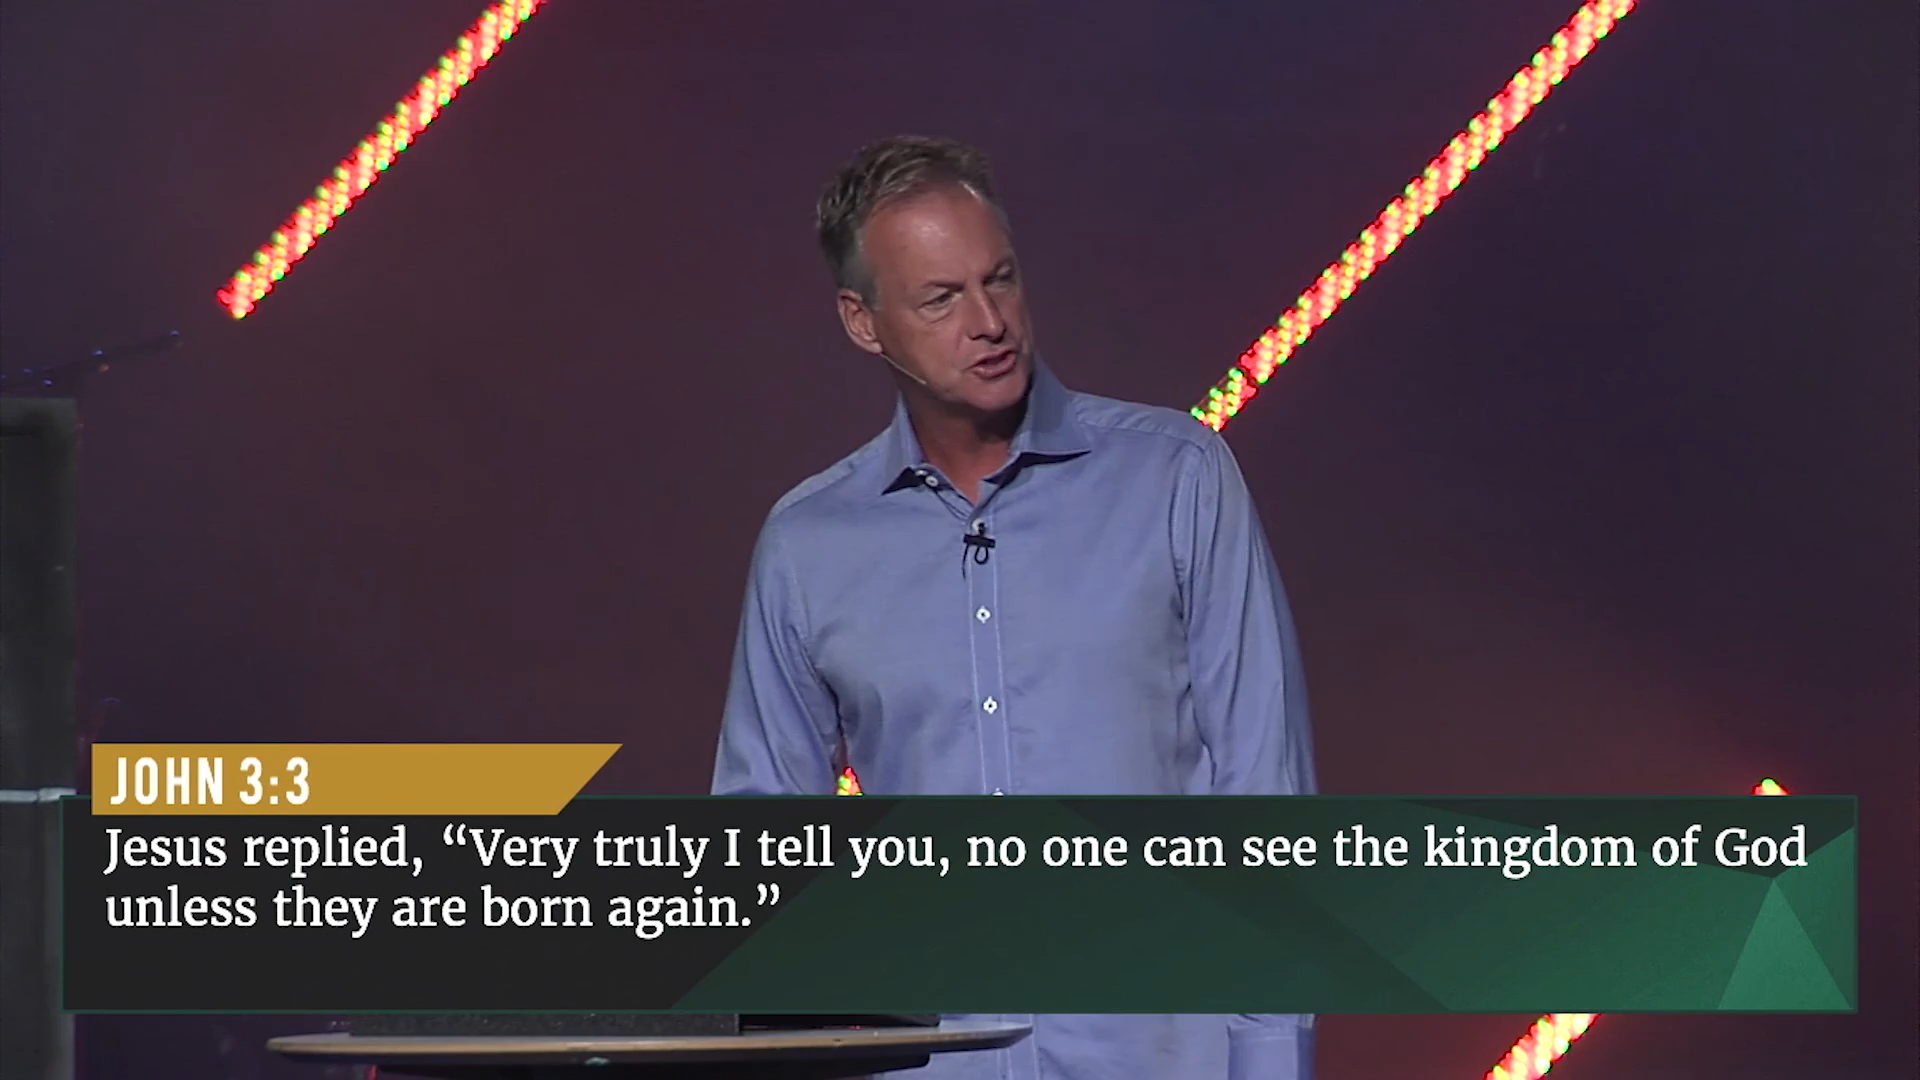 JOHN 3:3
Jesus replied, “Very truly I tell you, no one can see the kingdom of God
unless they are born again.”